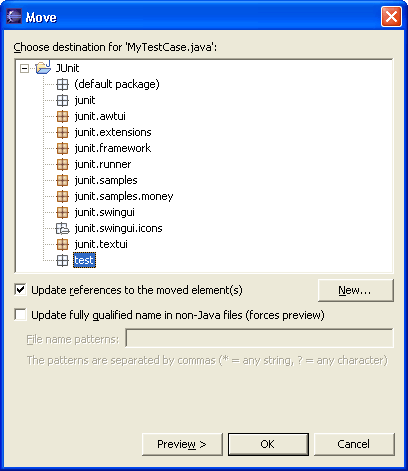 Move
Choose destination for 'MyTestCase.java':
JUnit
(default package)
junit
junit.awtui
junit.extensions
junit.framework
junit.runner
junit.samples
junit.samples.money
junit.swingui
junit.swingui.icons
junit.textui
test
Update references to the moved element(s)
New...
Update fully qualified name in non-Java files (forces preview)
File name patterns:
The patterns are separated by commas (* = any string, ? = any character)
Preview > OK Cancel